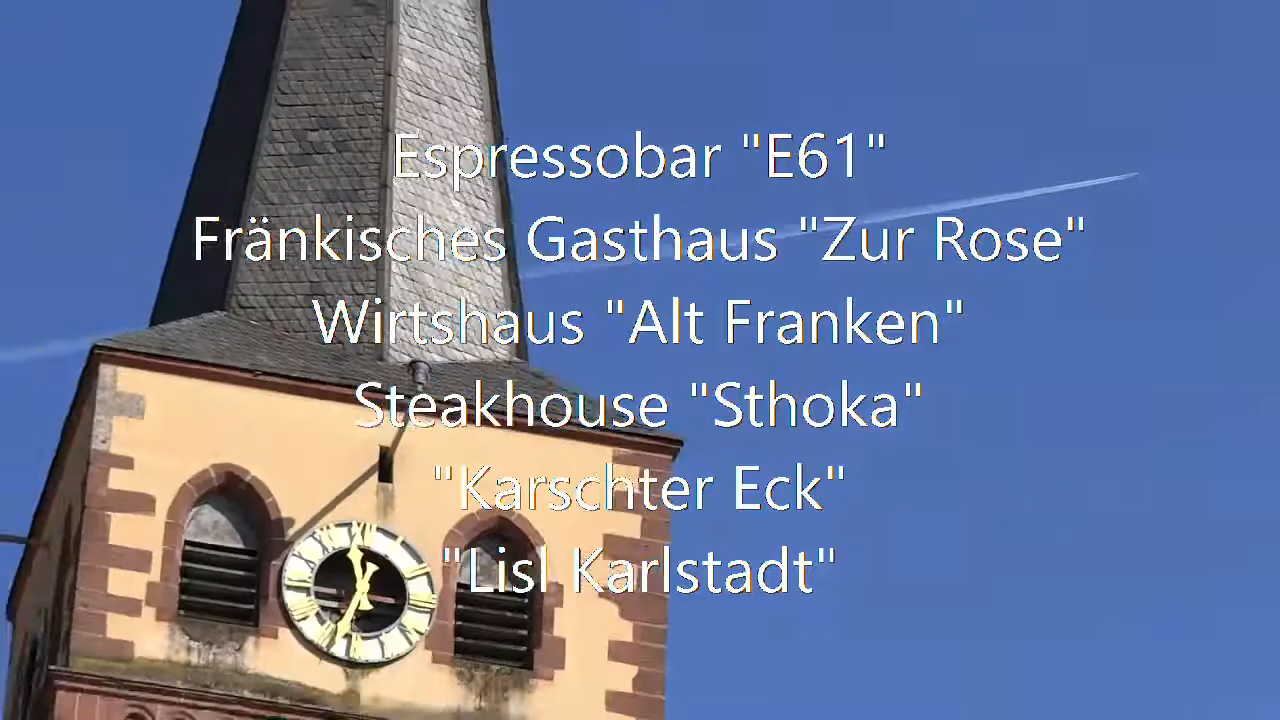 Espressobar "E61"
Fränkisches Gasthaus "Zur Rose"
Wirtshaus "Alt Franken"
Steakhouse "Sthoka"
"Karschter Eck"
"Lisl Karlstadt"